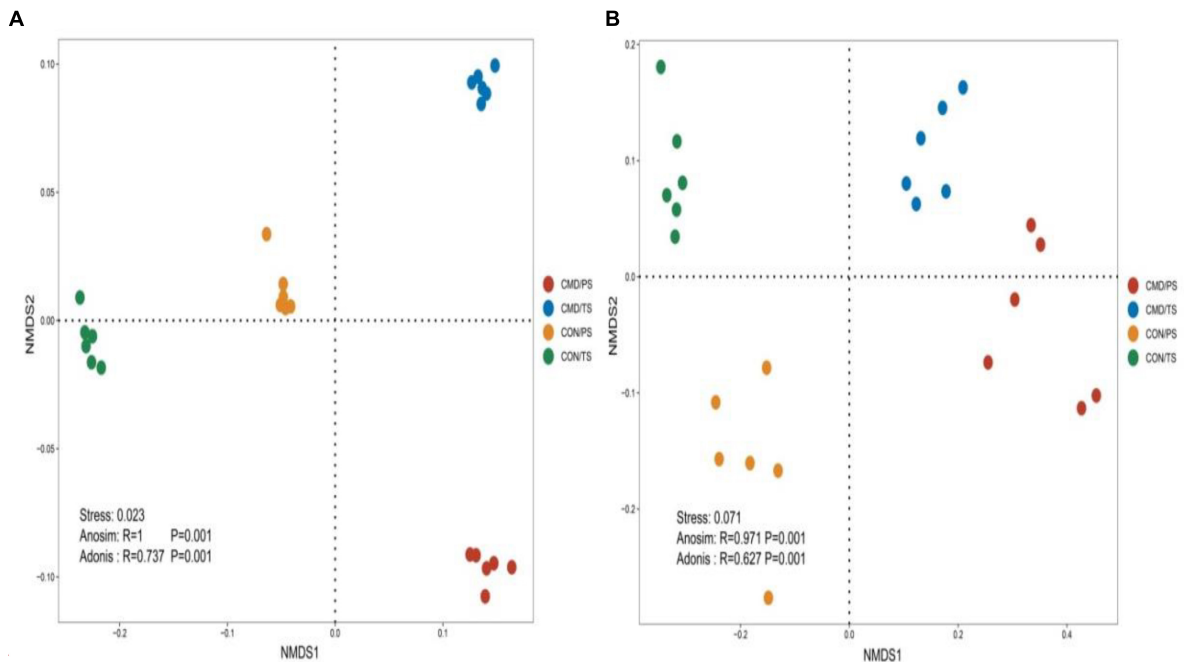 A
B
0.10
0.05
0.00
−0.05
−0.10
NMDS2
−0.2
−0.1
0.0
0.1
NMDS1
Stress: 0.023
Anosim: R=1 P=0.001
Adonis : R=0.737 P=0.001
CMD/PS
CMD/TS
CON/PS
CON/TS
0.2
0.1
0.0
−0.1
−0.2
NMDS2
−0.2
0.0
0.2
0.4
NMDS1
Stress: 0.071
Anosim: R=0.971 P=0.001
Adonis : R=0.627 P=0.001
CMD/PS
CMD/TS
CON/PS
CON/TS